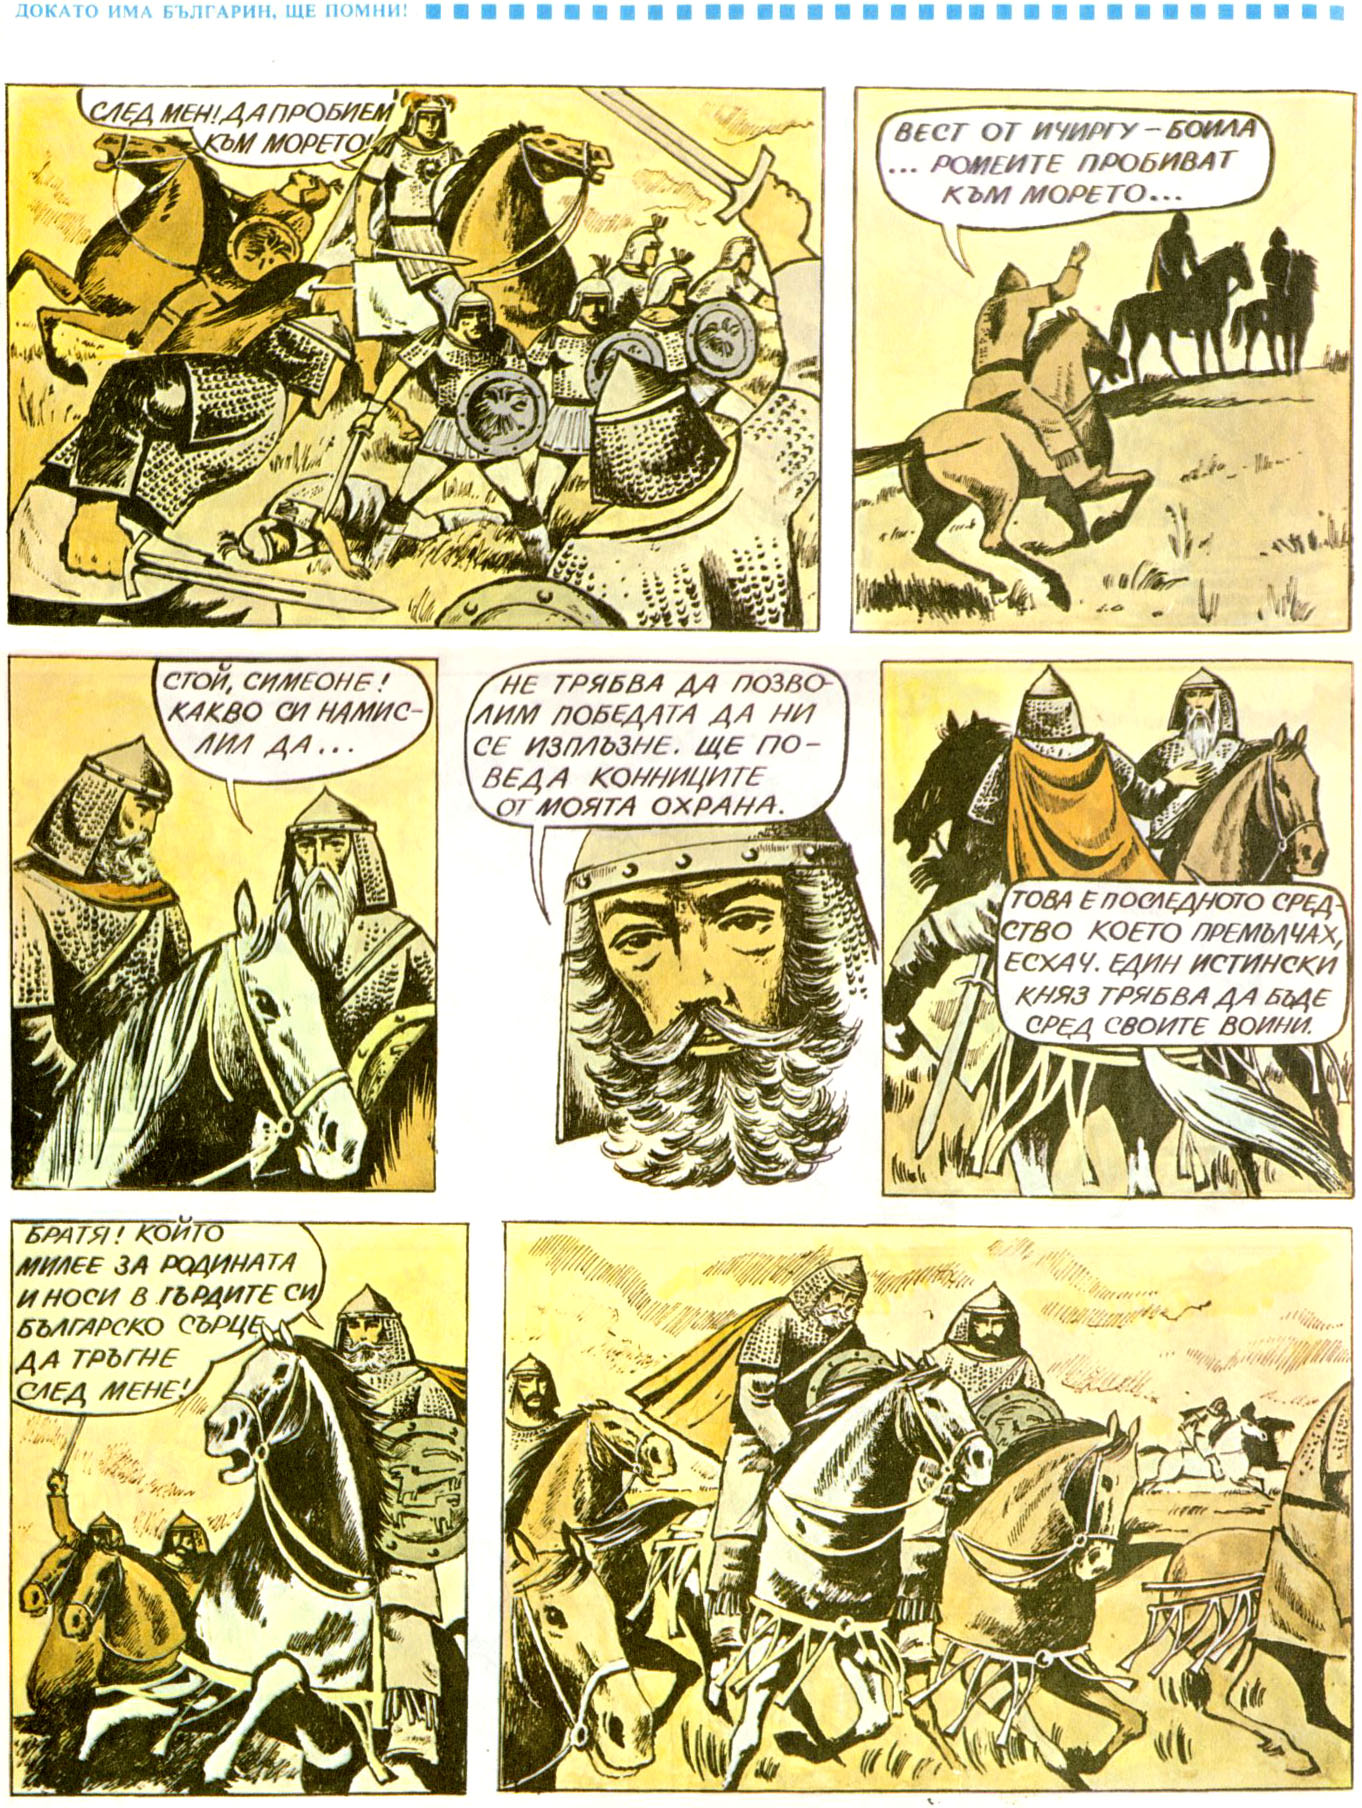 ДОКАТО ИМА БЪЛГАРИН, ЩЕ ПОМНИ!
СЛЕД МЕН! ДА ПРОБИЕМ
КЪМ МОРЕТО!
ВЕСТ ОТ ИЧИРГУ – БОИЛА
... РОМЕИТЕ ПРОБИВАТ
КЪМ МОРЕТО...
СТОЙ, СИМЕОНЕ!
КАКВО СИ НАМИС-
ЛИЛ ДА...
НЕ ТРЯБВА ДА ПОЗВО-
ЛИМ ПОБЕДАТА ДА НИ
СЕ ИЗПЛЪЗНЕ. ЩЕ ПО-
ВЕДА КОННИЦИТЕ
ОТ МОЯТА ОХРАНА.
ТОВА Е ПОСЛЕДНОТО СРЕД-
СТВО КОЕТО ПРЕМЪЛЧАХ,
ЕСХАЧ. ЕДИН ИСТИНСКИ
КНЯЗ ТРЯБВА ДА БЪДЕ
СРЕД СВОИТЕ ВОИНИ.
БРАТЯ! КОЙТО
МИЛЕЕ ЗА РОДИНАТА
И НОСИ В ГЪРДИТЕ СИ
БЪЛГАРСКО СЪРЦЕ
ДА ТРЪГНЕ
СЛЕД МЕНЕ!